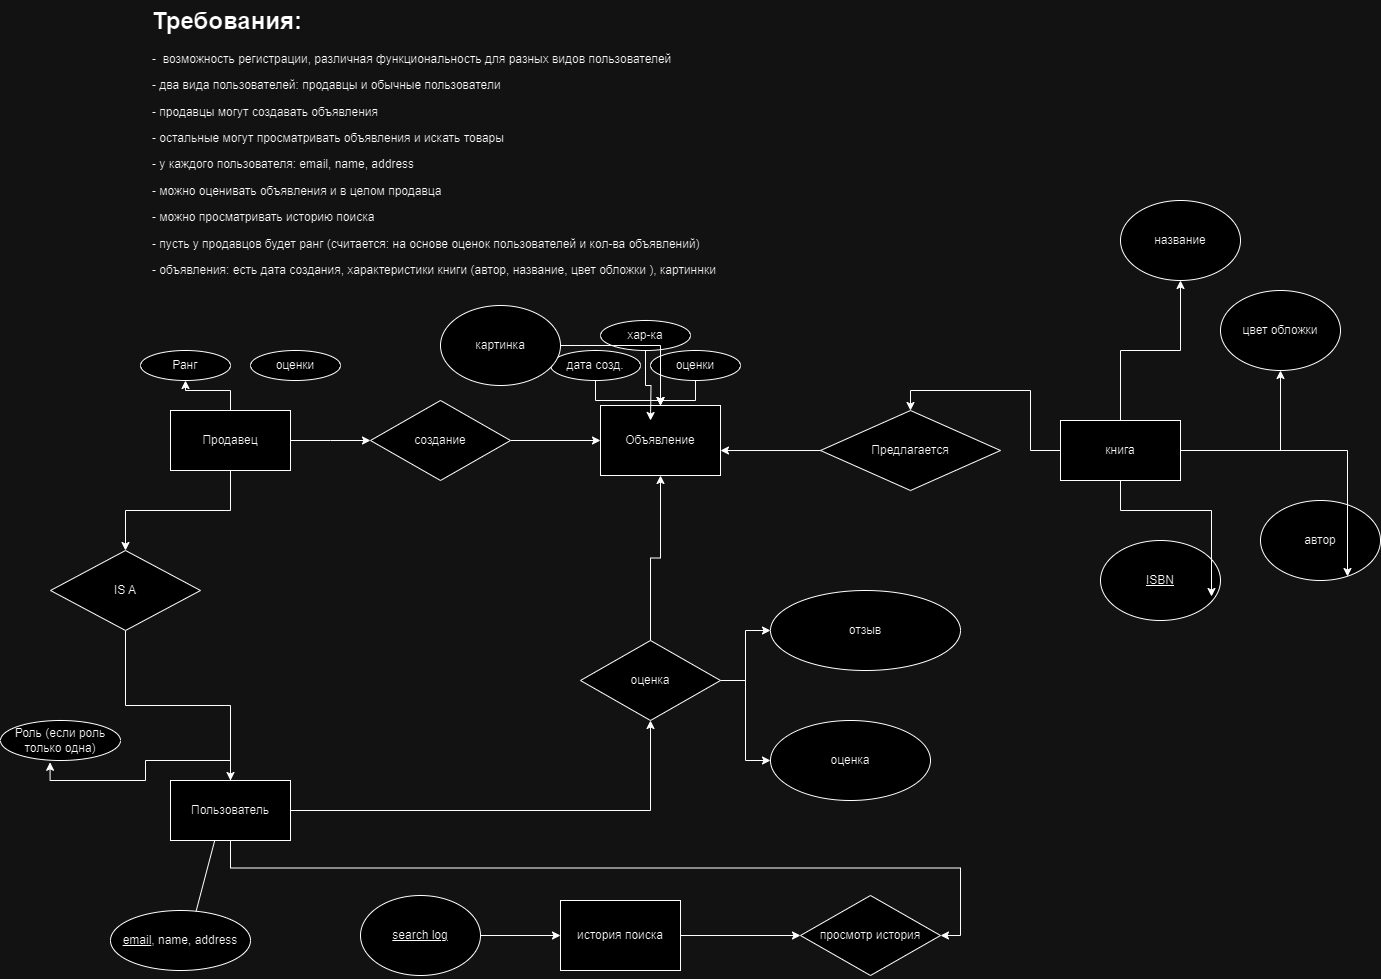 Требования:
- возможность регистрации, различная функциональность для разных видов пользователей
- два вида пользователей: продавцы и обычные пользователи
- продавцы могут создавать объявления
- остальные могут просматривать объявления и искать товары
- у каждого пользователя: email, name, address
- можно оценивать объявления и в целом продавца
- можно просматривать историю поиска
- пусть у продавцов будет ранг (считается: на основе оценок пользователей и кол-ва объявлений)
- объявления: есть дата создания, характеристики книги (автор, название, цвет обложки ), картиннки
название
цвет обложки
хар-ка
картинка
Ранг
оценки
дата созд.
оценки
Продавец
создание
Объявление
Предлагается
книга
автор
ISBN
IS A
отзыв
оценка
оценка
Роль (если роль
только одна)
Пользователь
email, name, address
search log
история поиска
просмотр история